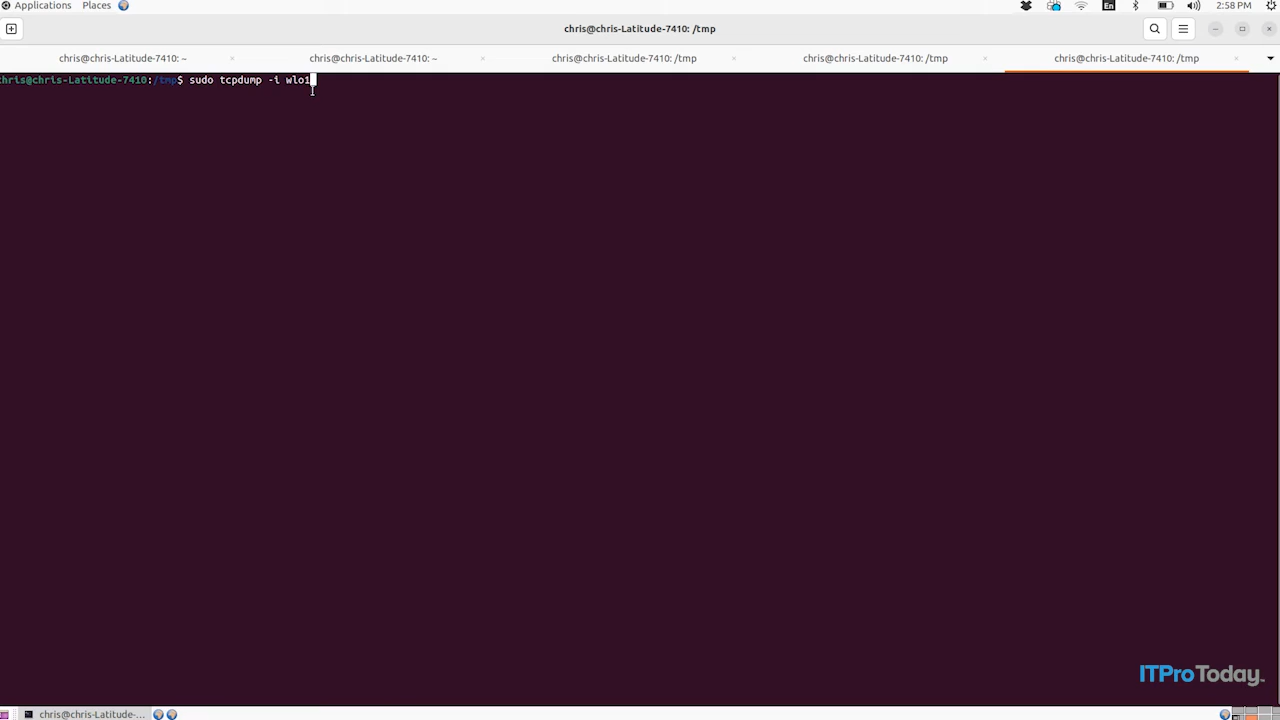 Applications Places En 2:58 PM
chris@chris-Latitude-7410: /tmp
chris@chris-Latitude-7410: ~ chris@chris-Latitude-7410: ~ chris@chris-Latitude-7410: /tmp chris@chris-Latitude-7410: /tmp chris@chris-Latitude-7410: /tmp
chris@chris-Latitude-7410:/tmp$ sudo tcpdump -i wlo1
ITProToday
chris@chris-Latitude-...